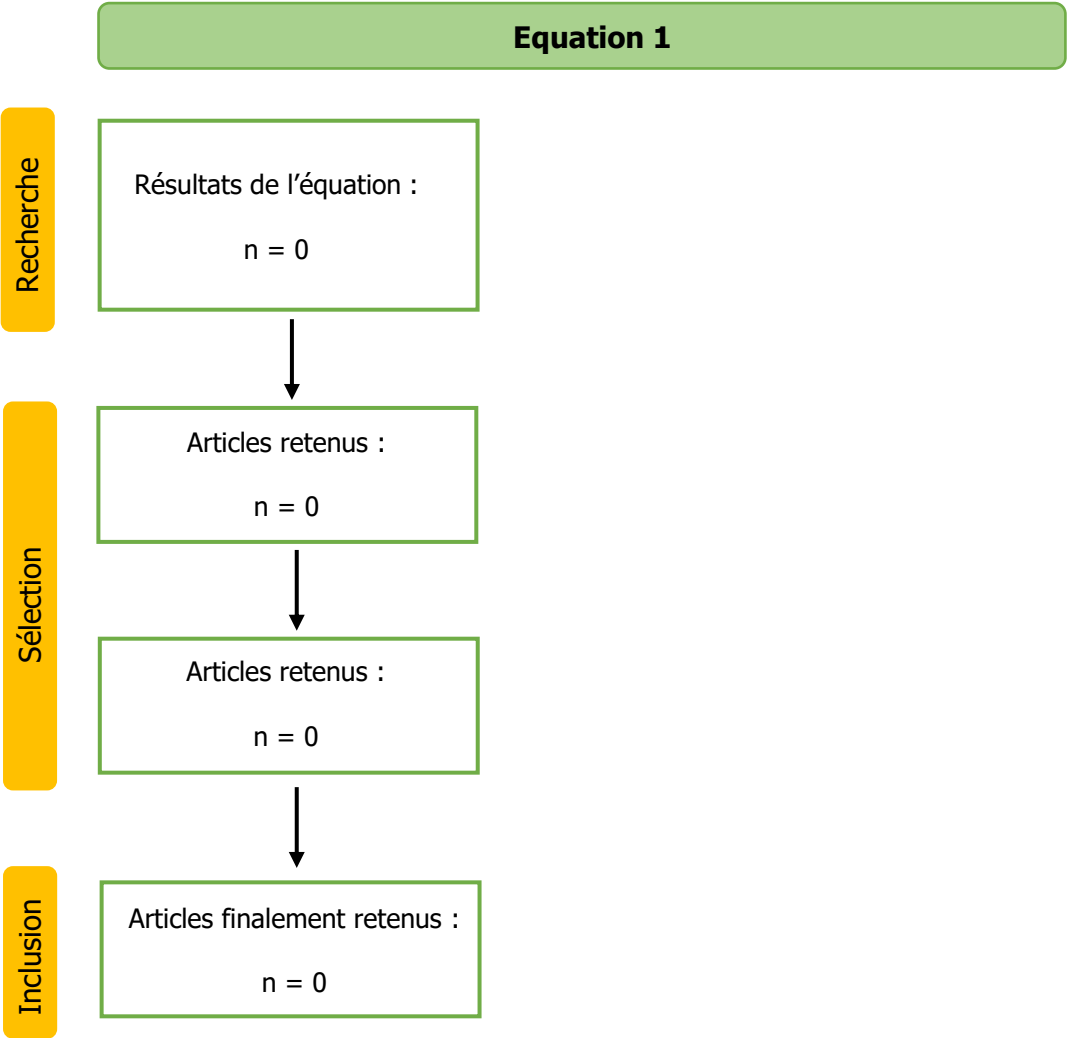 Equation 1
Recherche
Résultats de l’équation :
n = 0
Sélection
Articles retenus :
n = 0
Articles retenus :
n = 0
Inclusion
Articles finalement retenus :
n = 0